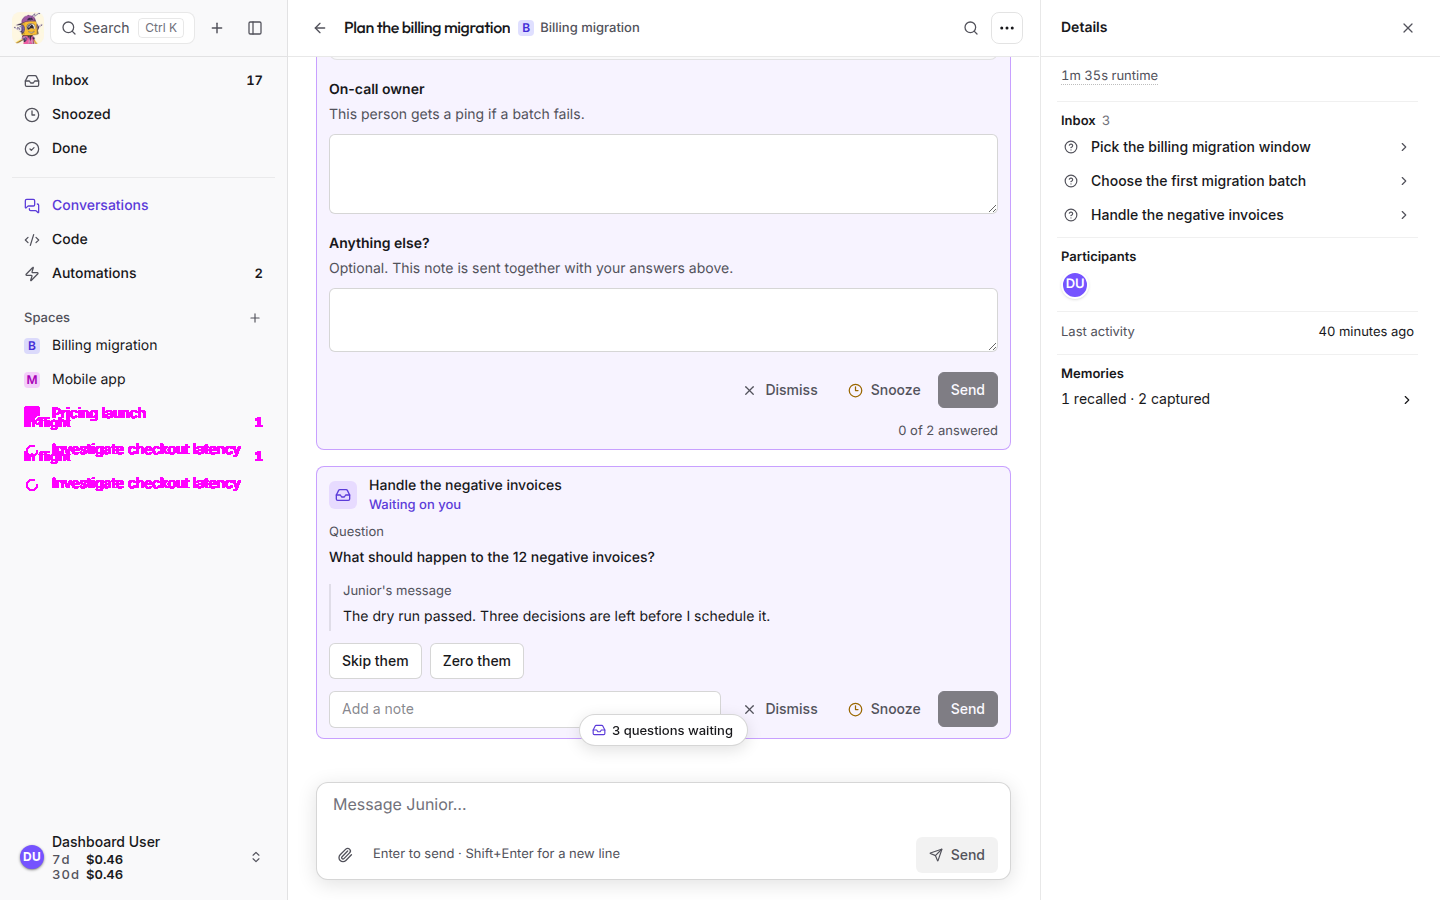 Search Ctrl K
Inbox 17
Snoozed
Done
Conversations
Code
Automations 2
Spaces
B Billing migration
M Mobile app
Pricing launch
In flight 1
Investigate checkout latency
In flight 1
Investigate checkout latency
DU Dashboard User
7d $0.46
30d $0.46
Plan the billing migration B Billing migration
On-call owner
This person gets a ping if a batch fails.
Anything else?
Optional. This note is sent together with your answers above.
Dismiss Snooze Send
0 of 2 answered
Handle the negative invoices
Waiting on you
Question
What should happen to the 12 negative invoices?
Junior's message
The dry run passed. Three decisions are left before I schedule it.
Skip them Zero them
Add a note Dismiss Snooze Send
3 questions waiting
Message Junior...
Enter to send · Shift+Enter for a new line Send
Details
1m 35s runtime
Inbox 3
Pick the billing migration window
Choose the first migration batch
Handle the negative invoices
Participants
DU
Last activity 40 minutes ago
Memories
1 recalled · 2 captured